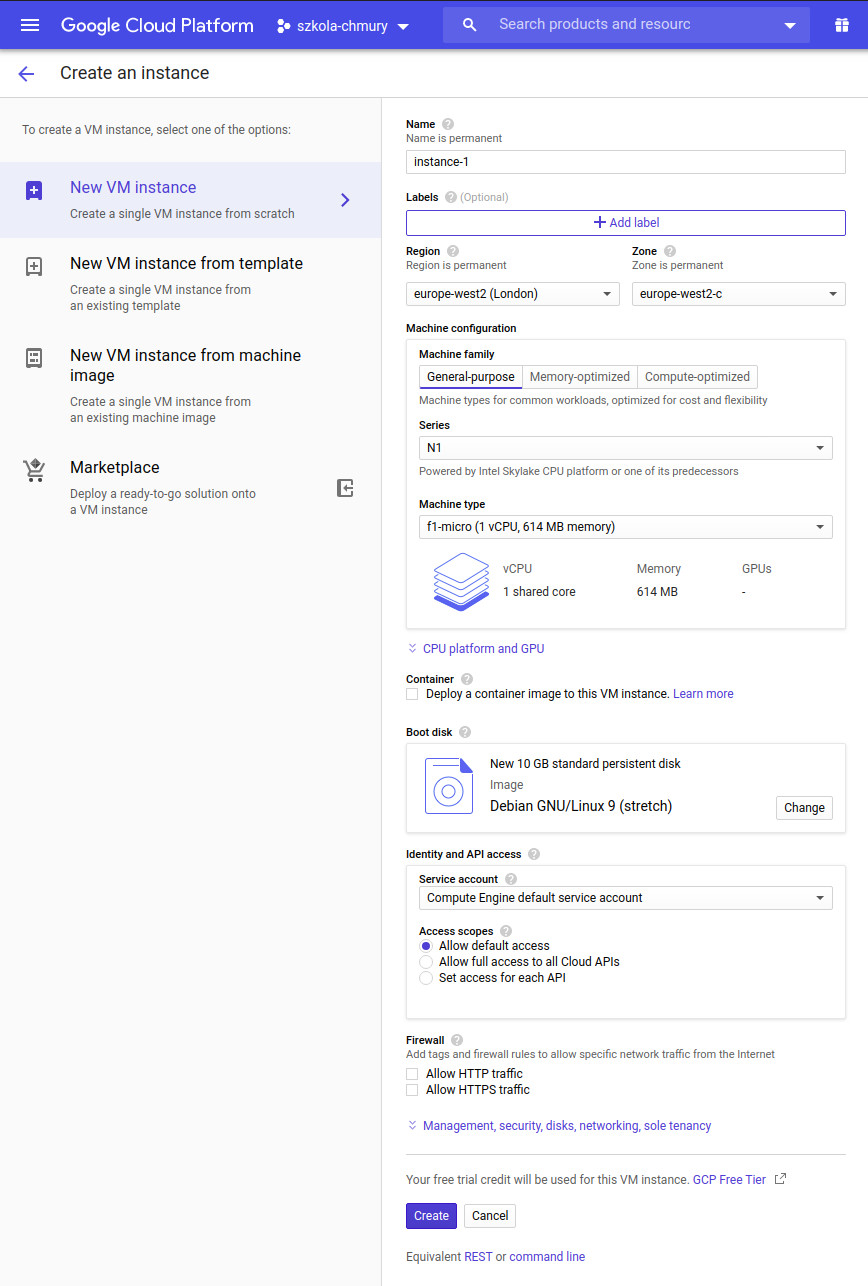 Google Cloud Platform
szkola-chmury
Search products and resourc
Create an instance
To create a VM instance, select one of the options:
New VM instance
Create a single VM instance from scratch
New VM instance from template
Create a single VM instance from
an existing template
New VM instance from machine
image
Create a single VM instance from
an existing machine image
Marketplace
Deploy a ready-to-go solution onto
a VM instance
Name ?
Name is permanent
instance-1
Labels ? (Optional)
+ Add label
Region ? Zone ?
Region is permanent Zone is permanent
europe-west2 (London) europe-west2-c
Machine configuration
Machine family
General-purpose Memory-optimized Compute-optimized
Machine types for common workloads, optimized for cost and flexibility
Series
N1
Powered by Intel Skylake CPU platform or one of its predecessors
Machine type
f1-micro (1 vCPU, 614 MB memory)
vCPU Memory GPUs
1 shared core 614 MB -
CPU platform and GPU
Container ?
Deploy a container image to this VM instance. Learn more
Boot disk ?
New 10 GB standard persistent disk
Image
Debian GNU/Linux 9 (stretch)
Change
Identity and API access ?
Service account ?
Compute Engine default service account
Access scopes ?
Allow default access
Allow full access to all Cloud APIs
Set access for each API
Firewall ?
Add tags and firewall rules to allow specific network traffic from the Internet
Allow HTTP traffic
Allow HTTPS traffic
Management, security, disks, networking, sole tenancy
Your free trial credit will be used for this VM instance. GCP Free Tier
Create Cancel
Equivalent REST or command line